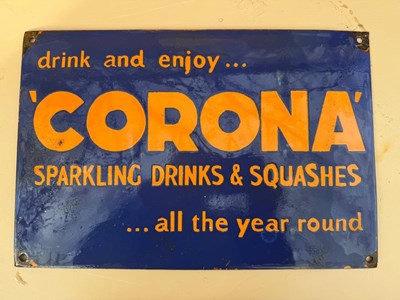 drink and enjoy...
'CORONA'
SPARKLING DRINKS & SQUASHES
...all the year round